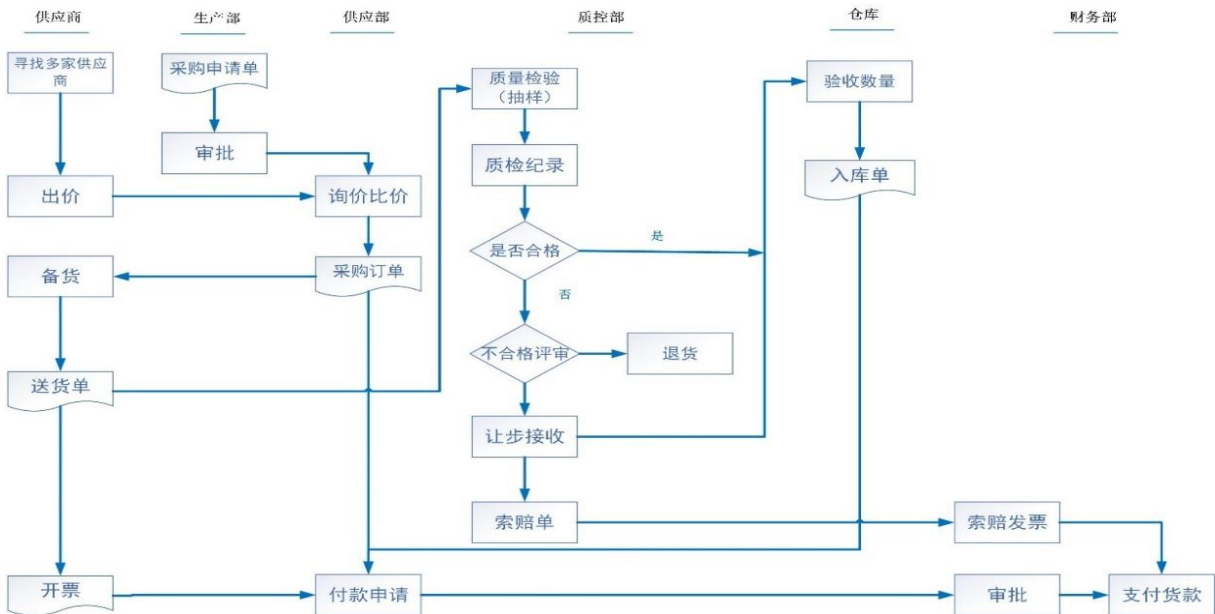 供应商
生产部
供应部
质控部
仓库
财务部
寻找多家供应
商
采购申请单
质量检验
（抽样）
验收数量
审批
质检纪录
入库单
出价
询价比价
是否合格
是
备货
采购订单
否
不合格评审
退货
送货单
让步接收
索赔单
索赔发票
开票
付款申请
审批
支付货款